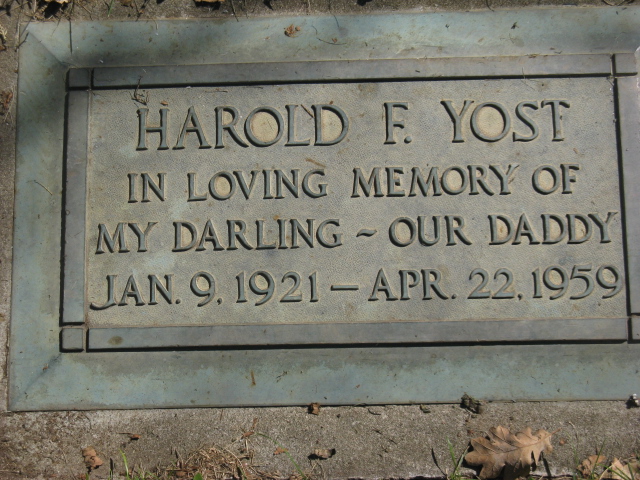 HAROLD F. YOST
IN LOVING MEMORY OF
MY DARLING ~ OUR DADDY
JAN. 9, 1921 — APR. 22, 1959